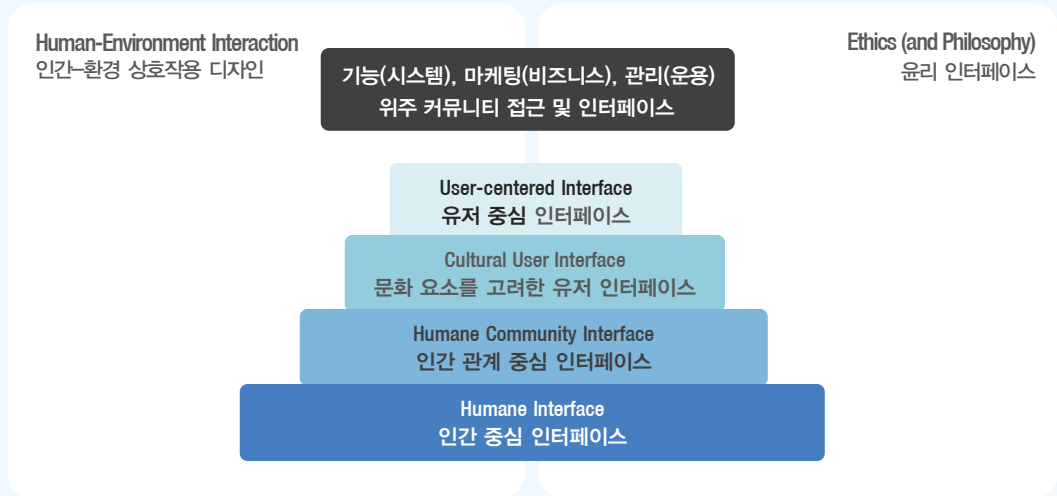 Human-Environment Interaction
인간-환경 상호작용 디자인
Ethics (and Philosophy)
윤리 인터페이스
기능(시스템), 마케팅(비즈니스), 관리(운용)
위주 커뮤니티 접근 및 인터페이스
User-centered Interface
유저 중심 인터페이스
Cultural User Interface
문화 요소를 고려한 유저 인터페이스
Humane Community Interface
인간 관계 중심 인터페이스
Humane Interface
인간 중심 인터페이스